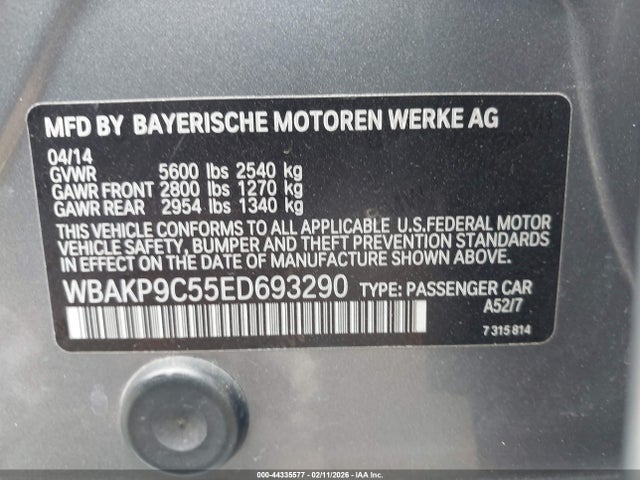 MFD BY BAYERISCHE MOTOREN WERKE AG
04/14
GVWR 5600 lbs 2540 kg
GAWR FRONT 2800 lbs 1270 kg
GAWR REAR 2954 lbs 1340 kg
THIS VEHICLE CONFORMS TO ALL APPLICABLE U.S.FEDERAL MOTOR
VEHICLE SAFETY, BUMPER AND THEFT PREVENTION STANDARDS
IN EFFECT ON THE DATE OF MANUFACTURE SHOWN ABOVE.
WBAKP9C55ED693290 TYPE: PASSENGER CAR
A52/7
7 315 814
000-44335577 - 02/11/2026 - IAA Inc.